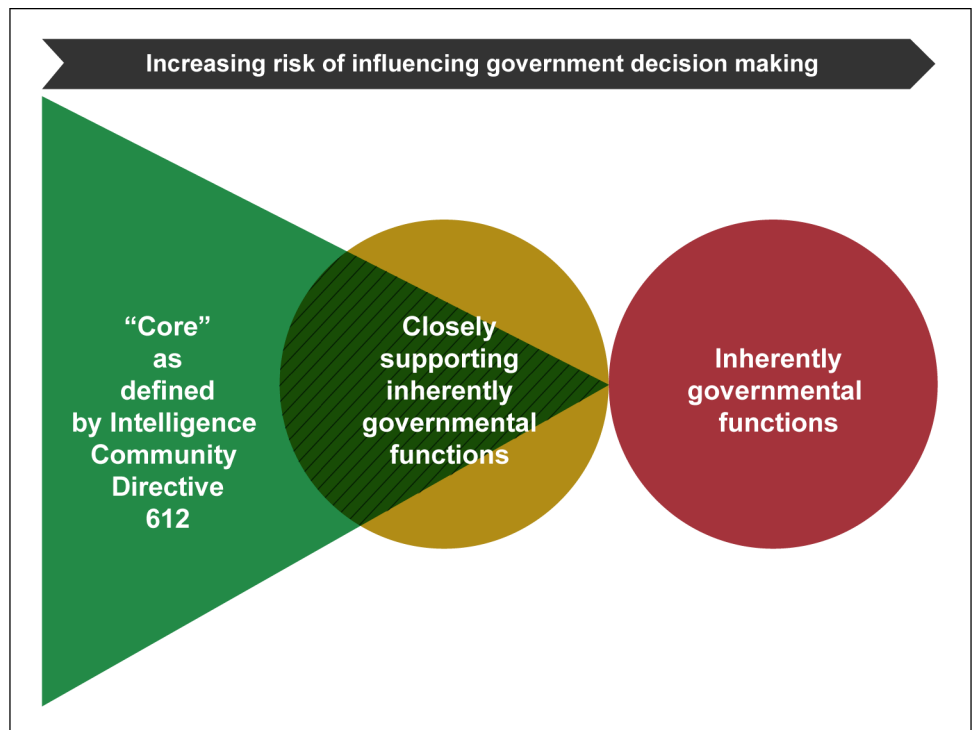 Increasing risk of influencing government decision making
“Core”
as
defined
by Intelligence
Community
Directive
612
Closely
supporting
inherently
governmental
functions
Inherently
governmental
functions